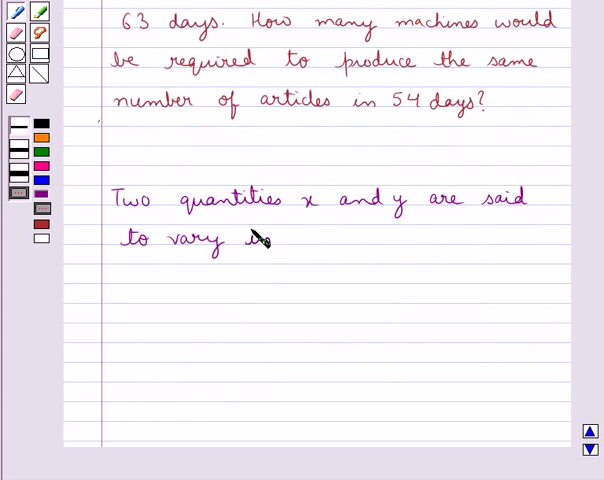 63 days. How many machines would
be required to produce the same
number of articles in 54 days?
Two quantities x and y are said
to vary